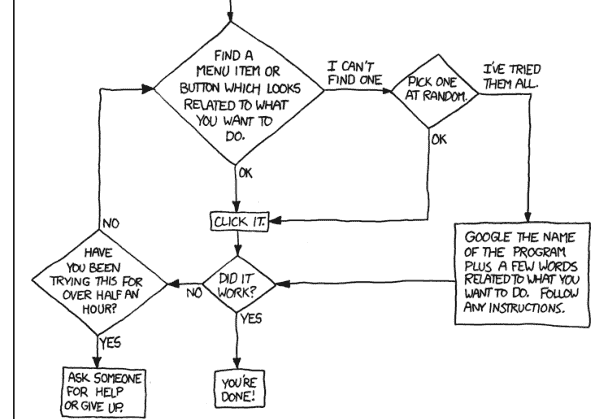 FIND A
MENU ITEM OR
BUTTON WHICH LOOKS
RELATED TO WHAT
YOU WANT TO
DO.
I CAN'T
FIND ONE
PICK ONE
AT RANDOM.
I'VE TRIED
THEM ALL.
OK
OK
CLICK IT.
NO
GOOGLE THE NAME
OF THE PROGRAM
PLUS A FEW WORDS
RELATED TO WHAT YOU
WANT TO DO. FOLLOW
ANY INSTRUCTIONS.
HAVE
YOU BEEN
TRYING THIS FOR
OVER HALF AN
HOUR?
NO
DID IT
WORK?
YES
YES
ASK SOMEONE
FOR HELP
OR GIVE UP.
YOU'RE
DONE!